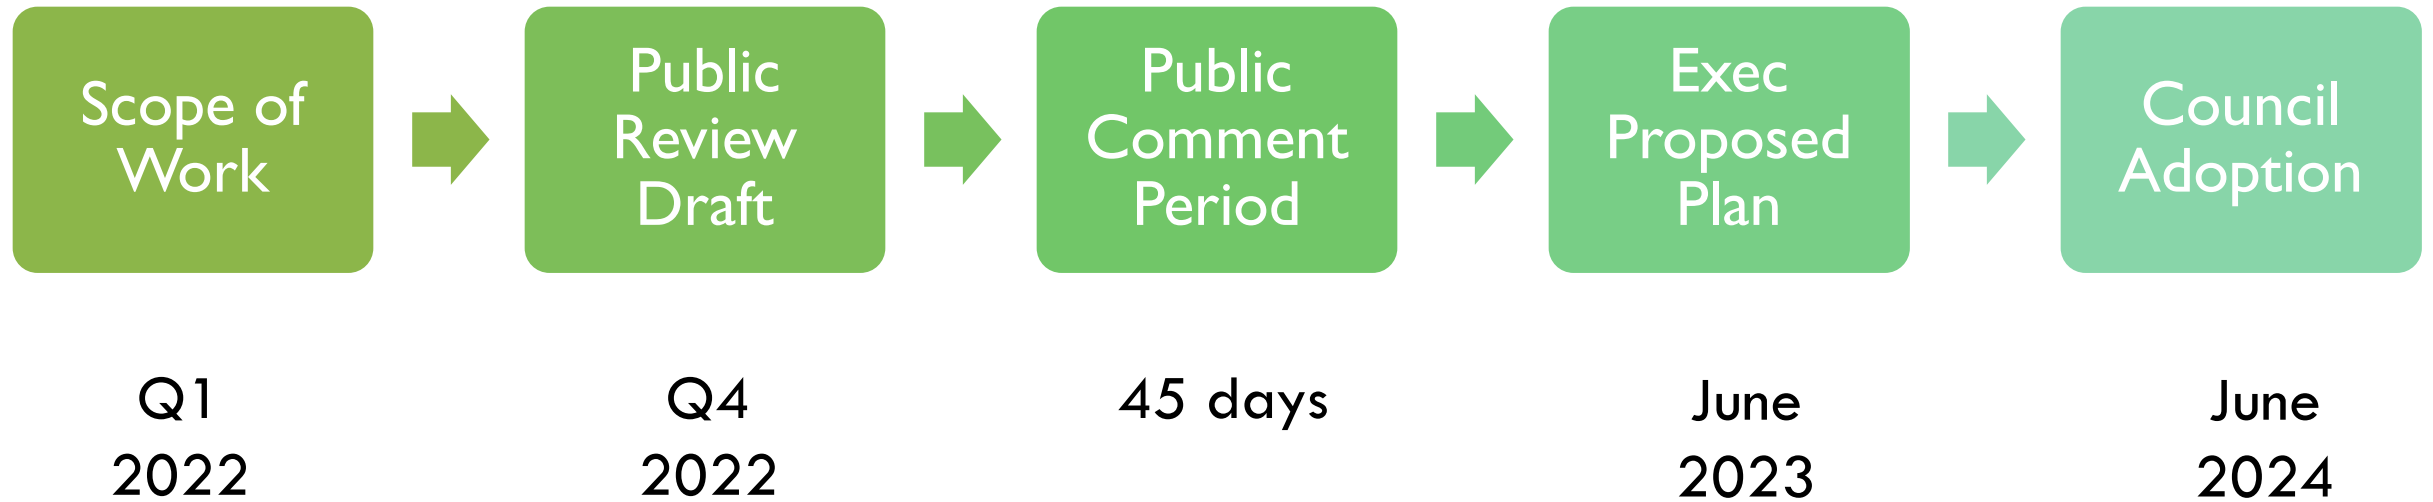 Scope of
Work
Public
Review
Draft
Public
Comment
Period
Exec
Proposed
Plan
Council
Adoption
Q1
2022
Q4
2022
45 days
June
2023
June
2024